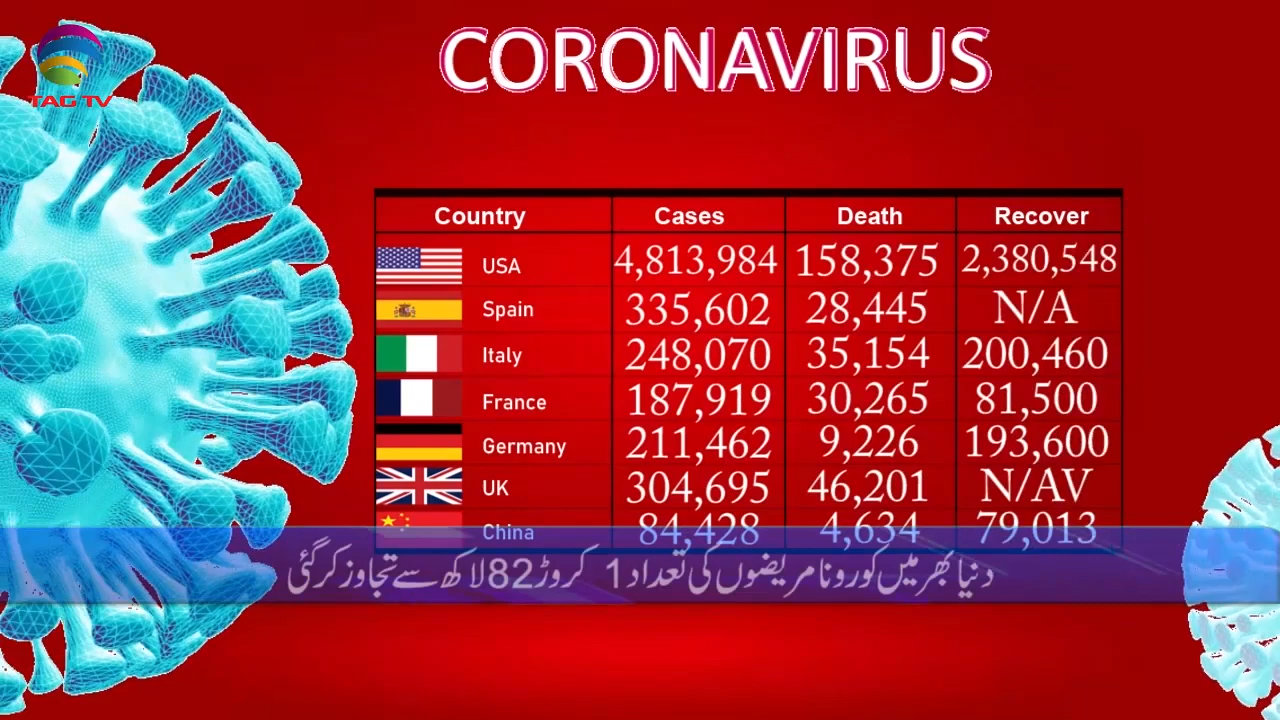 TAG TV
CORONAVIRUS
Country Cases Death Recover
USA 4,813,984 158,375 2,380,548
Spain 335,602 28,445 N/A
Italy 248,070 35,154 200,460
France 187,919 30,265 81,500
Germany 211,462 9,226 193,600
UK 304,695 46,201 N/AV
China 84,428 4,634 79,013
دنیا بھر میں کورونا مریضوں کی تعداد 1 کروڑ 82 لاکھ سے تجاوز کر گئی